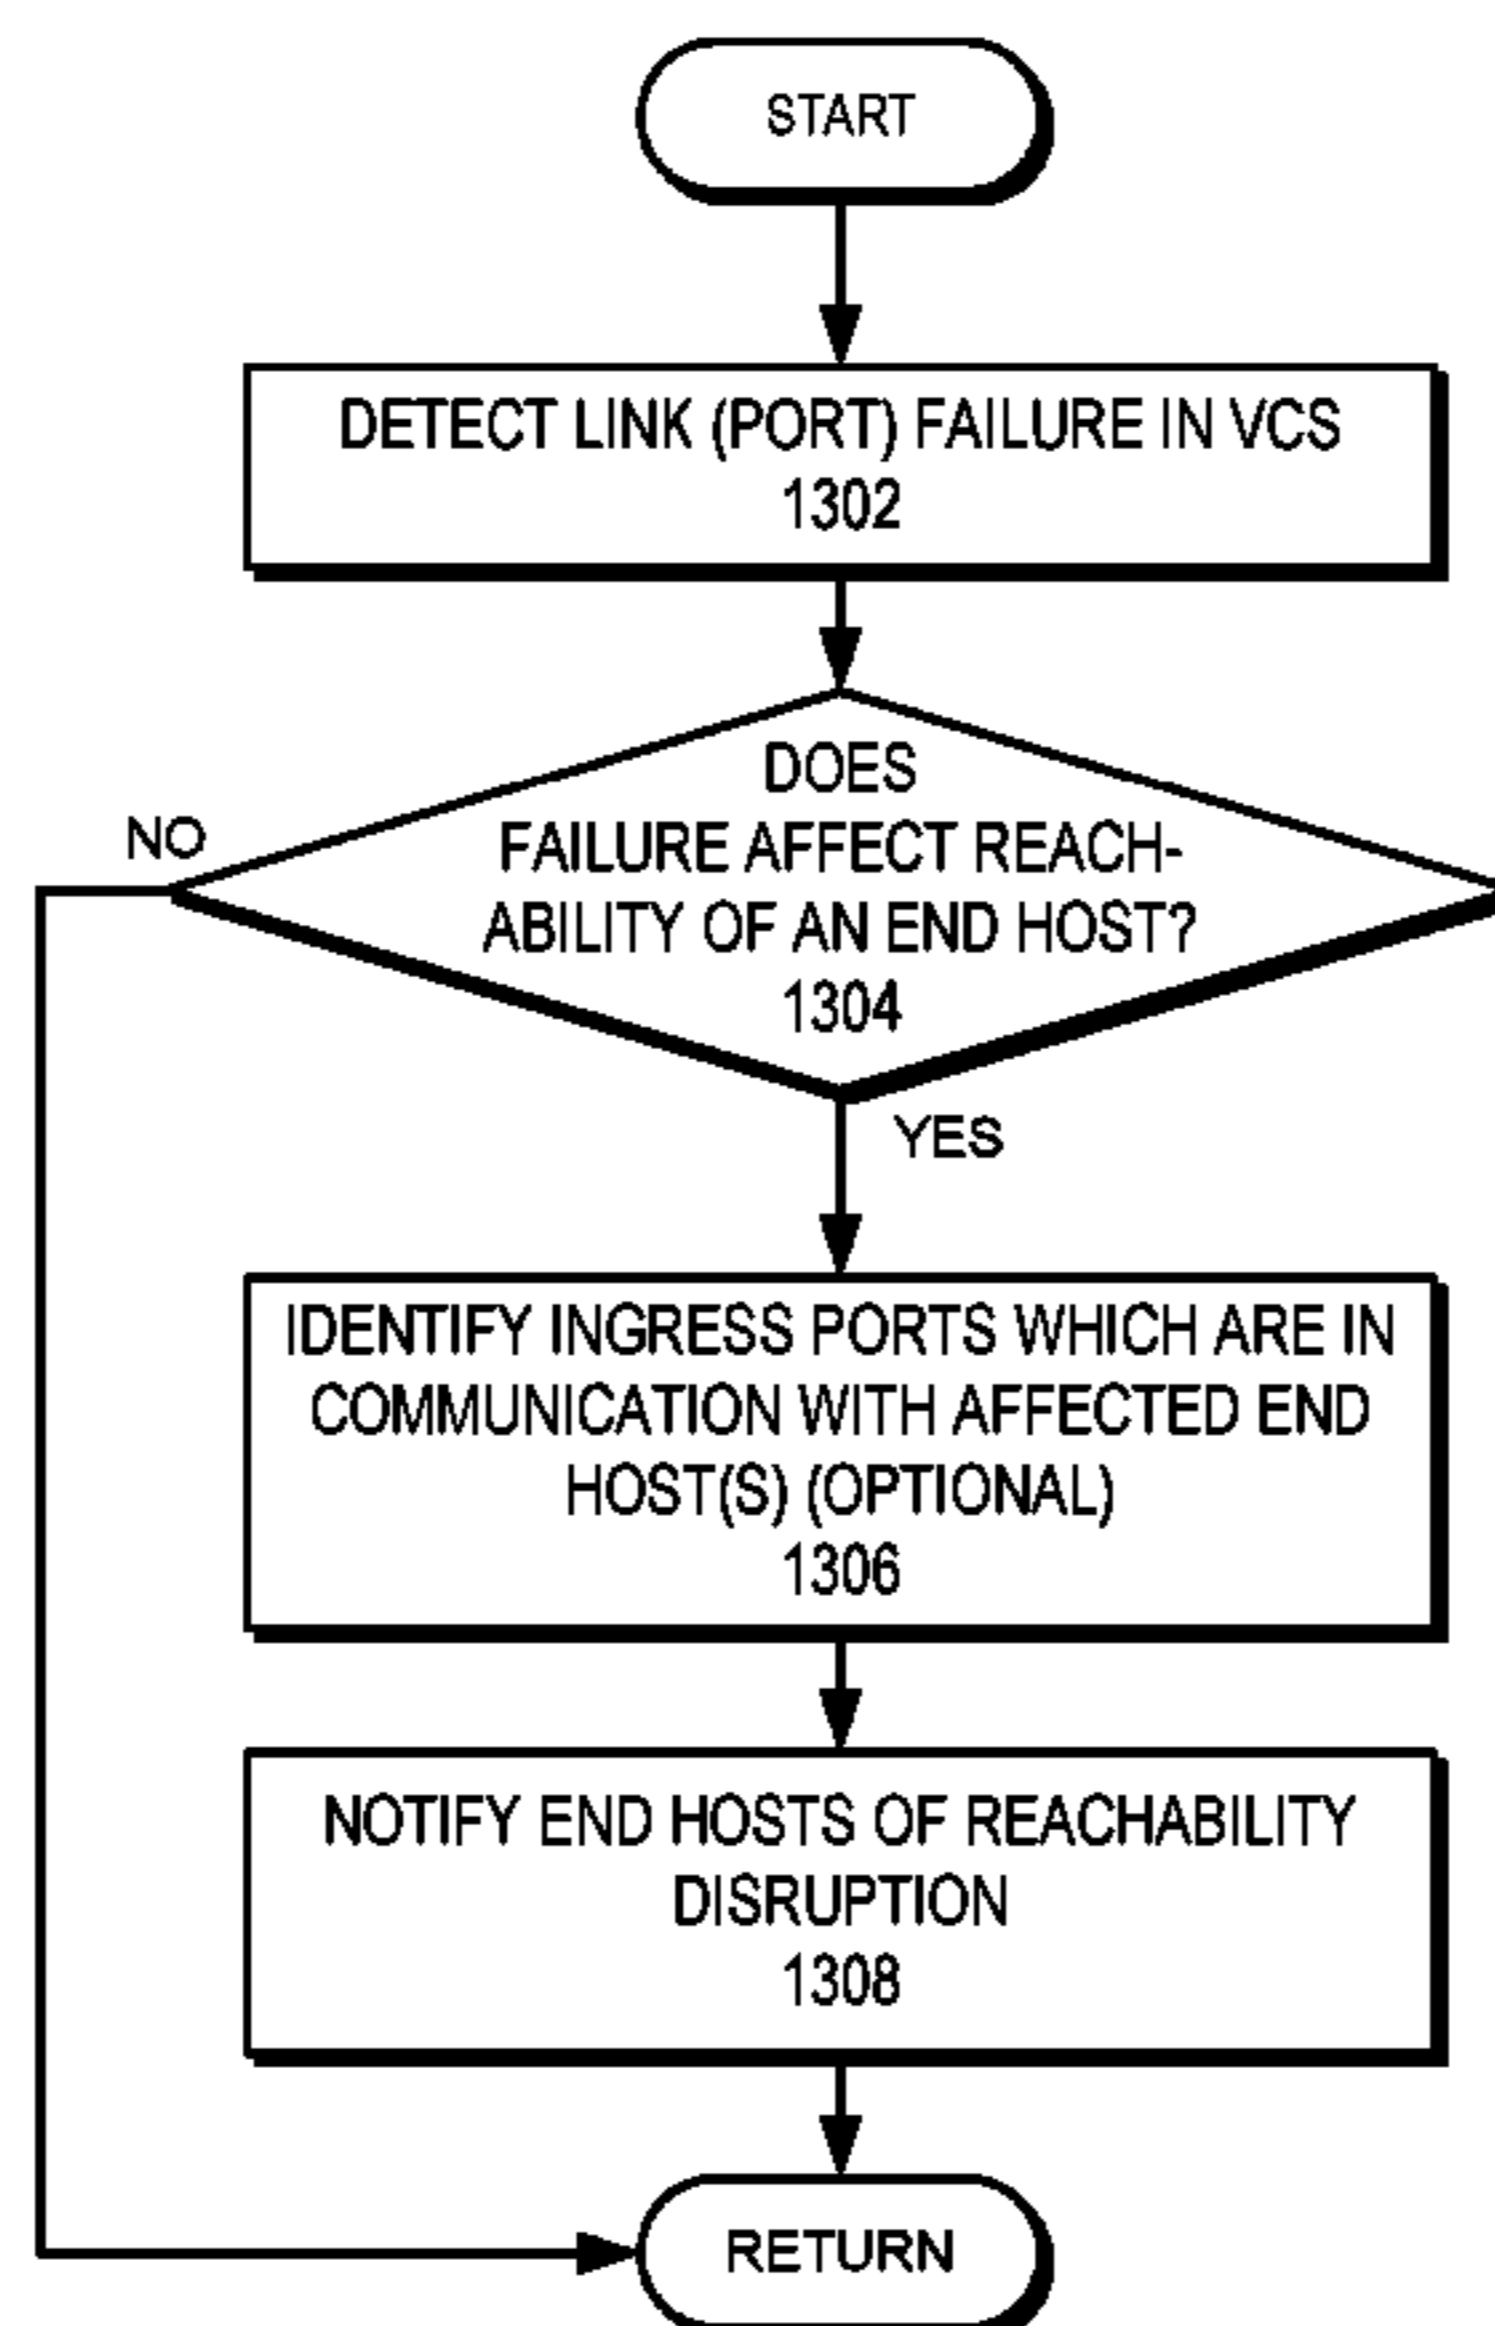 START
DETECT LINK (PORT) FAILURE IN VCS
1302
DOES
FAILURE AFFECT REACH-
ABILITY OF AN END HOST?
1304
NO
YES
IDENTIFY INGRESS PORTS WHICH ARE IN
COMMUNICATION WITH AFFECTED END
HOST(S) (OPTIONAL)
1306
NOTIFY END HOSTS OF REACHABILITY
DISRUPTION
1308
RETURN